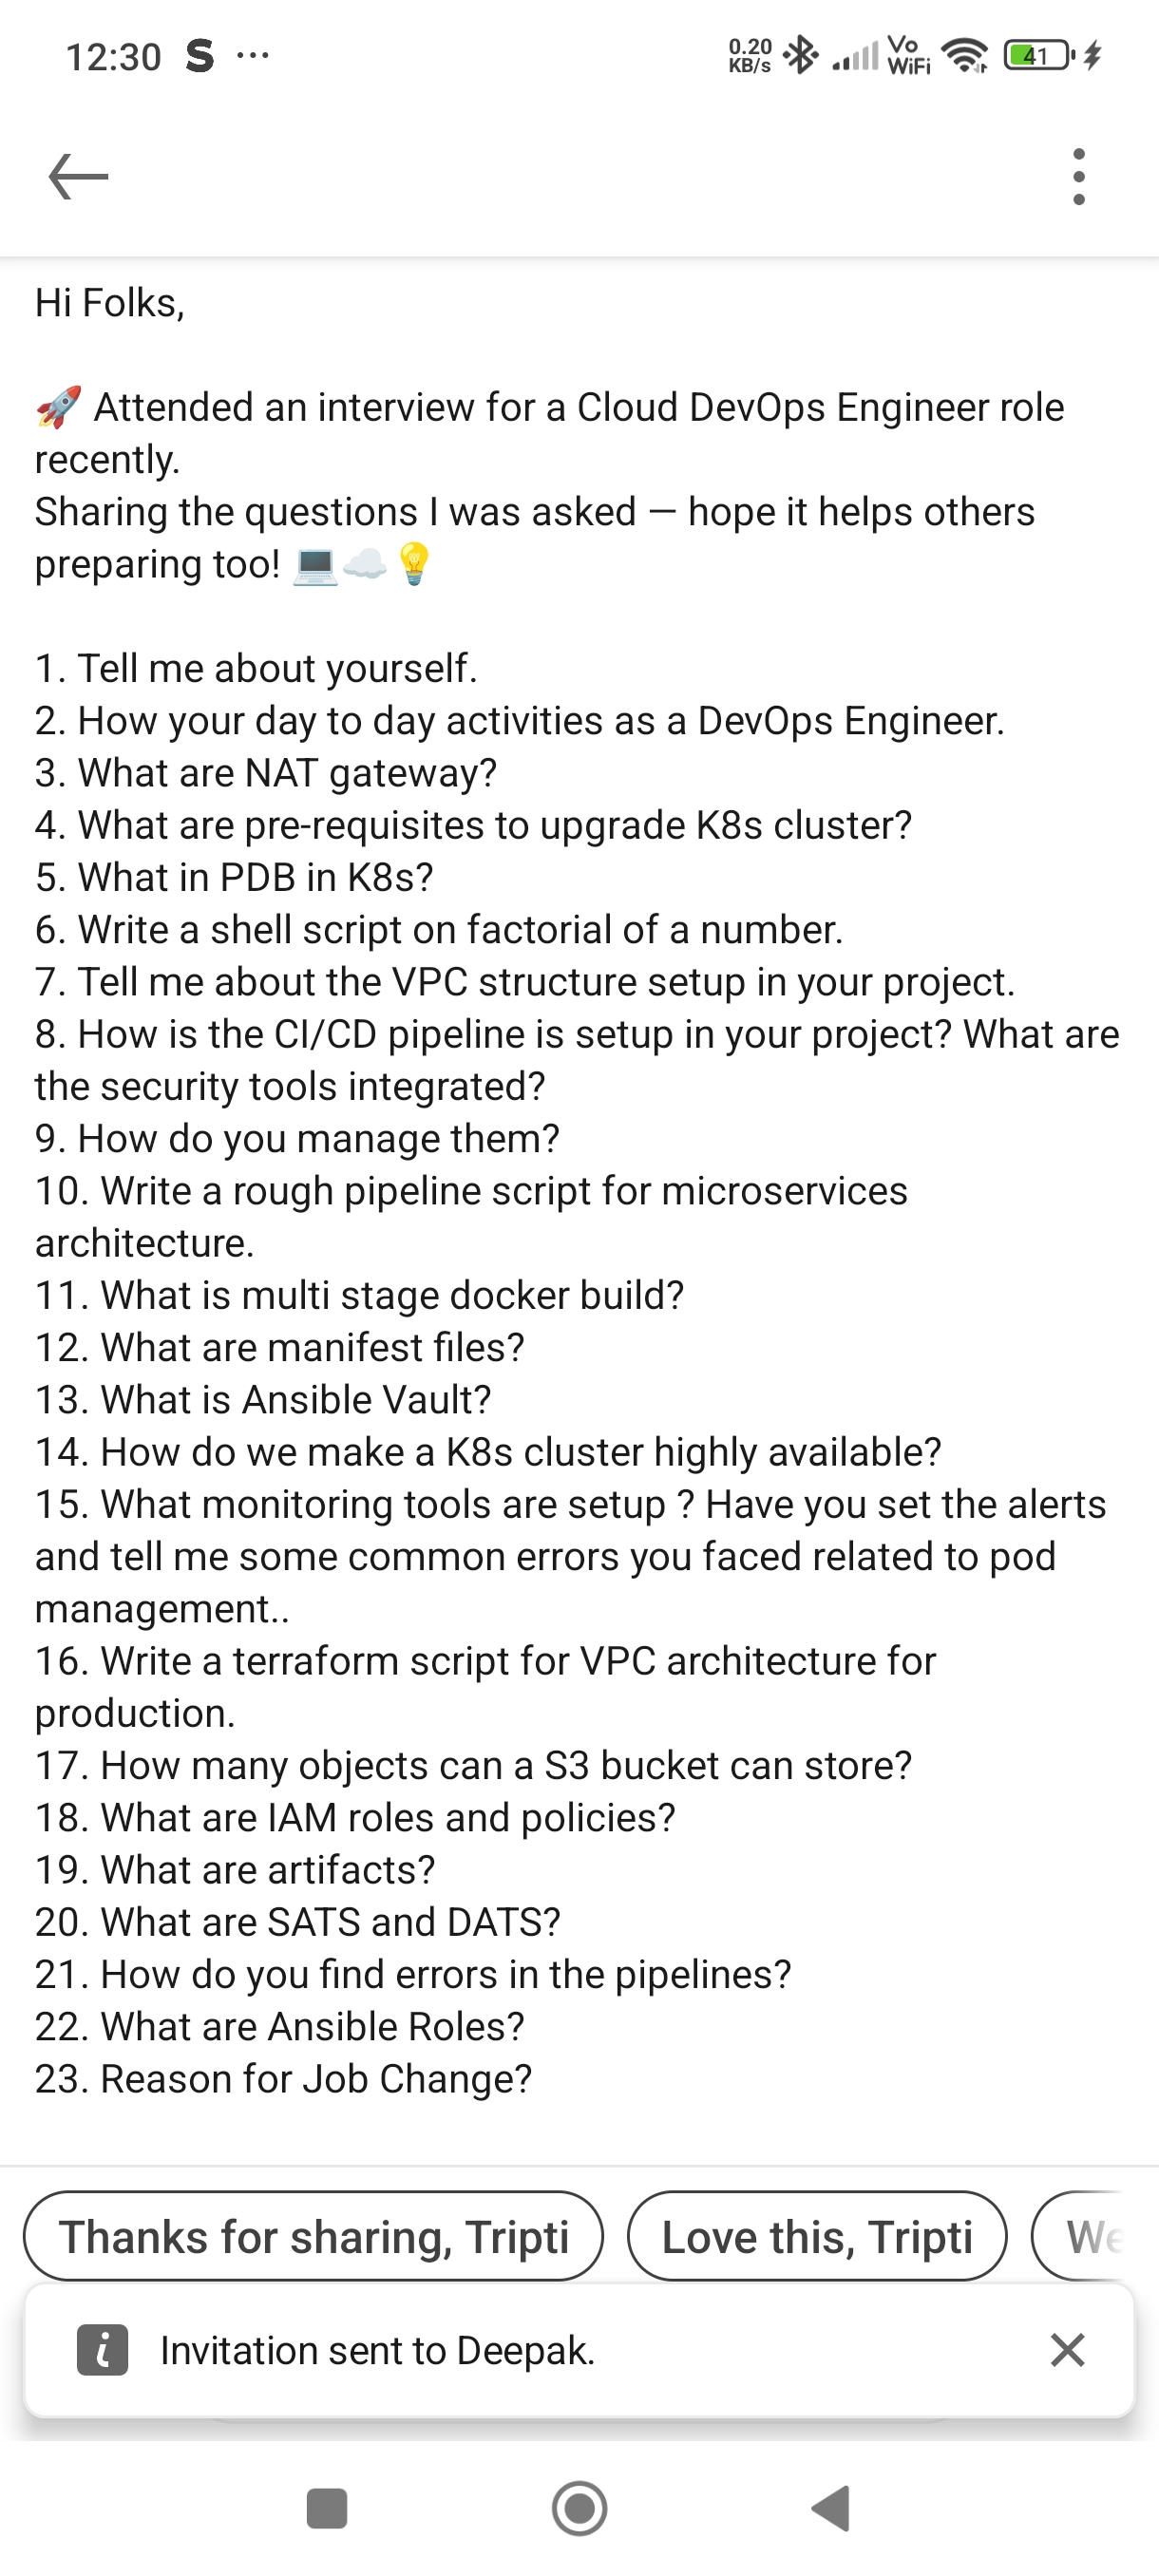 12:30 S ...
0.20 KB/s Vo WiFi 41
Hi Folks,
🚀 Attended an interview for a Cloud DevOps Engineer role
recently.
Sharing the questions I was asked — hope it helps others
preparing too! 💻☁️💡
1. Tell me about yourself.
2. How your day to day activities as a DevOps Engineer.
3. What are NAT gateway?
4. What are pre-requisites to upgrade K8s cluster?
5. What in PDB in K8s?
6. Write a shell script on factorial of a number.
7. Tell me about the VPC structure setup in your project.
8. How is the CI/CD pipeline is setup in your project? What are
the security tools integrated?
9. How do you manage them?
10. Write a rough pipeline script for microservices
architecture.
11. What is multi stage docker build?
12. What are manifest files?
13. What is Ansible Vault?
14. How do we make a K8s cluster highly available?
15. What monitoring tools are setup ? Have you set the alerts
and tell me some common errors you faced related to pod
management..
16. Write a terraform script for VPC architecture for
production.
17. How many objects can a S3 bucket can store?
18. What are IAM roles and policies?
19. What are artifacts?
20. What are SATS and DATS?
21. How do you find errors in the pipelines?
22. What are Ansible Roles?
23. Reason for Job Change?
Thanks for sharing, Tripti
Love this, Tripti
We
Invitation sent to Deepak.